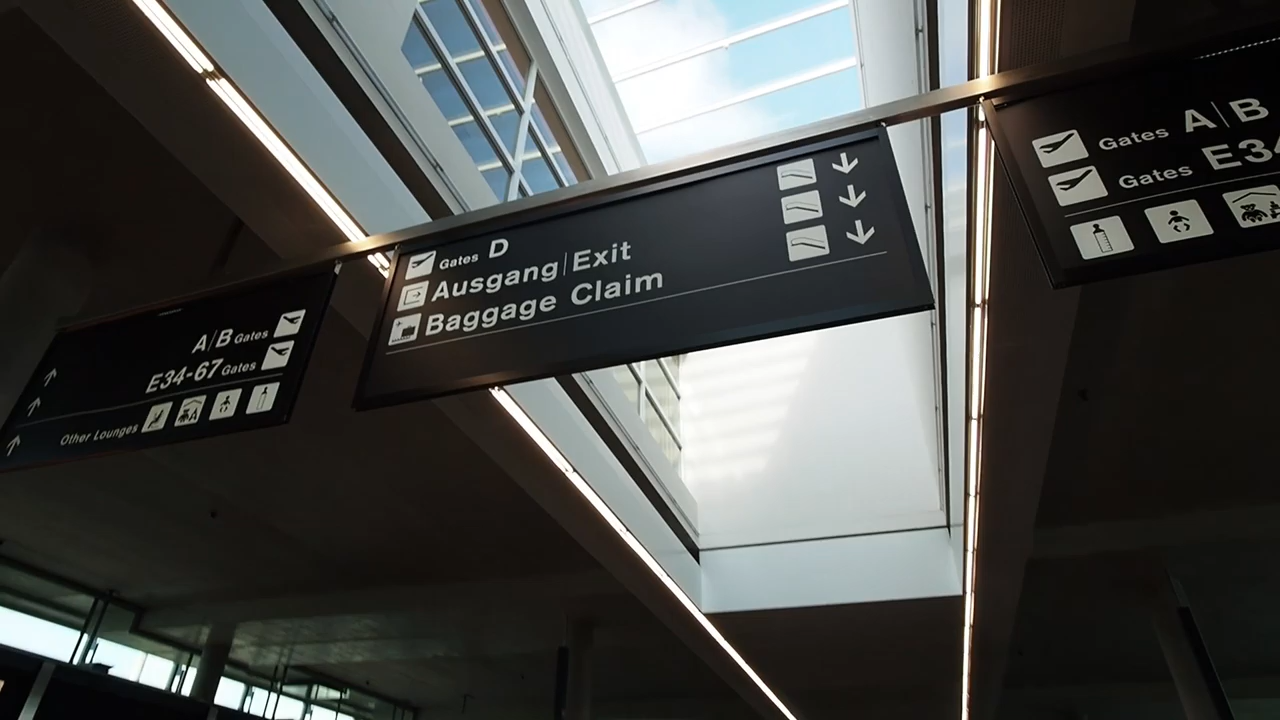 A|B Gates
E34-67 Gates
Other Lounges
Gates D
Ausgang|Exit
Baggage Claim
Gates A|B
Gates E34